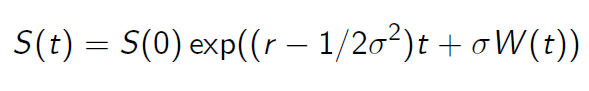 S(t) = S(0) exp((r − 1/2σ²)t + σW(t))